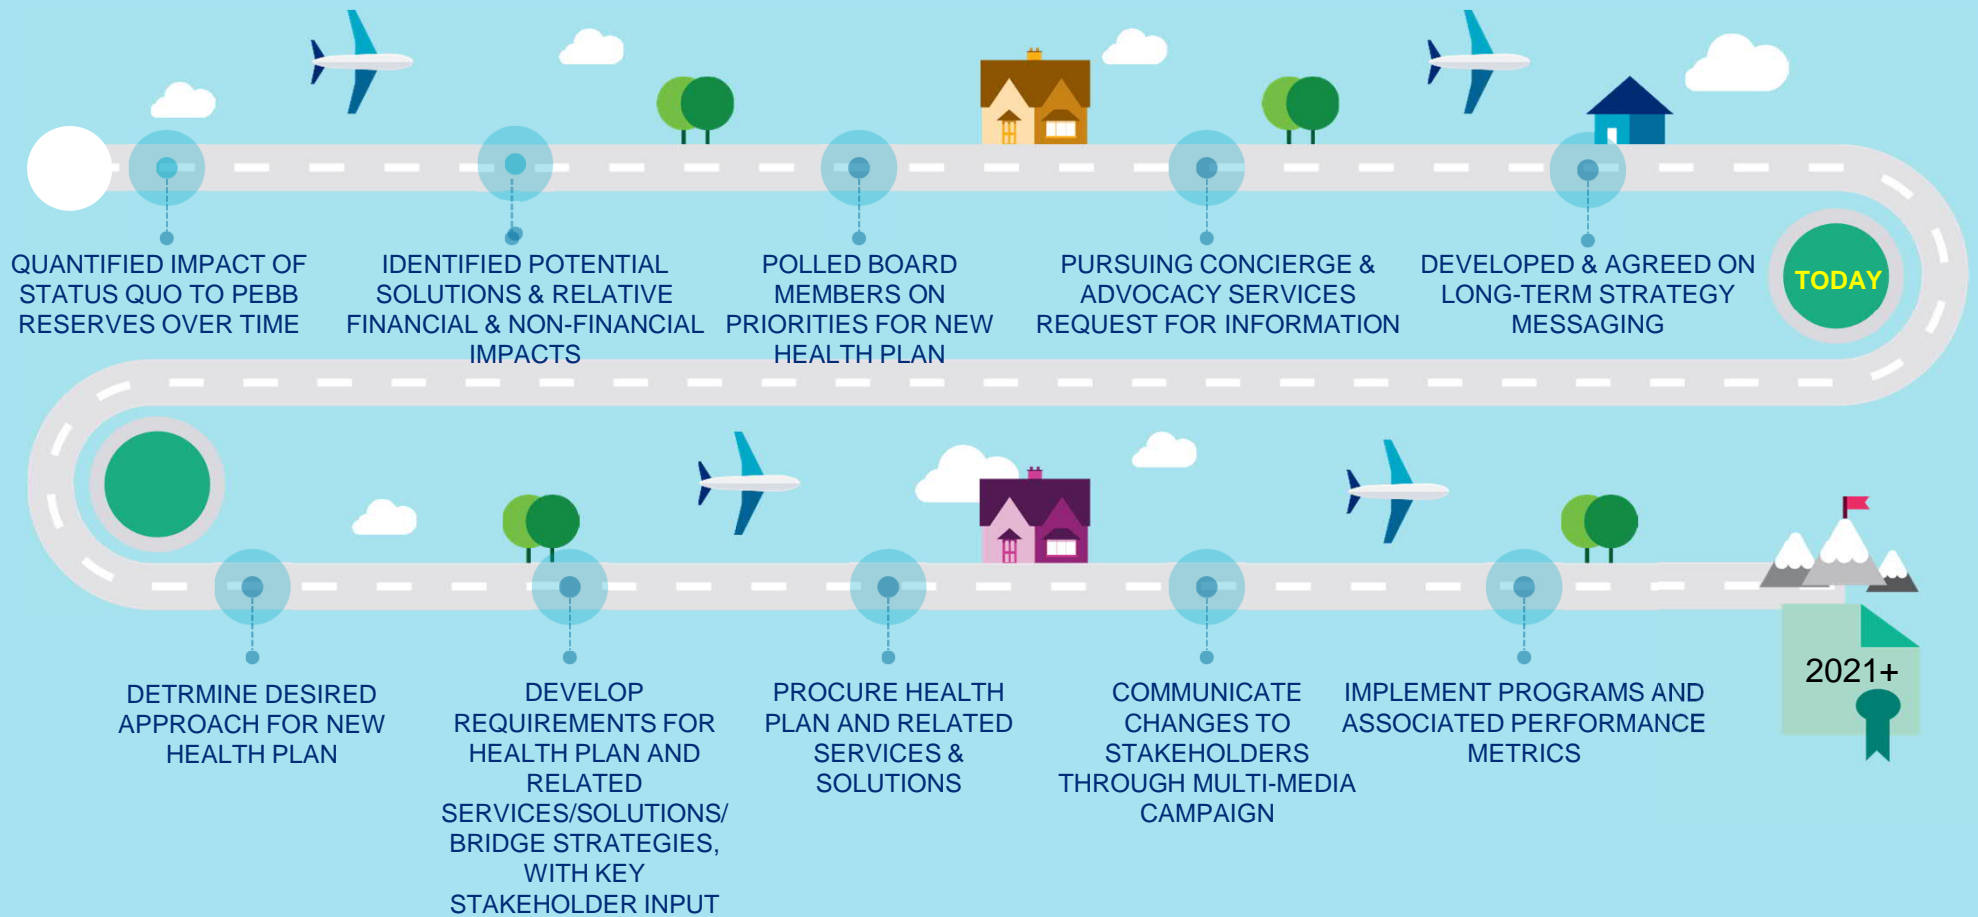 QUANTIFIED IMPACT OF
STATUS QUO TO PEBB
RESERVES OVER TIME
IDENTIFIED POTENTIAL
SOLUTIONS & RELATIVE
FINANCIAL & NON-FINANCIAL
IMPACTS
POLLED BOARD
MEMBERS ON
PRIORITIES FOR NEW
HEALTH PLAN
PURSUING CONCIERGE &
ADVOCACY SERVICES
REQUEST FOR INFORMATION
DEVELOPED & AGREED ON
LONG-TERM STRATEGY
MESSAGING
TODAY
DETRMINE DESIRED
APPROACH FOR NEW
HEALTH PLAN
DEVELOP
REQUIREMENTS FOR
HEALTH PLAN AND
RELATED
SERVICES/SOLUTIONS/
BRIDGE STRATEGIES,
WITH KEY
STAKEHOLDER INPUT
PROCURE HEALTH
PLAN AND RELATED
SERVICES &
SOLUTIONS
COMMUNICATE
CHANGES TO
STAKEHOLDERS
THROUGH MULTI-MEDIA
CAMPAIGN
IMPLEMENT PROGRAMS AND
ASSOCIATED PERFORMANCE
METRICS
2021+